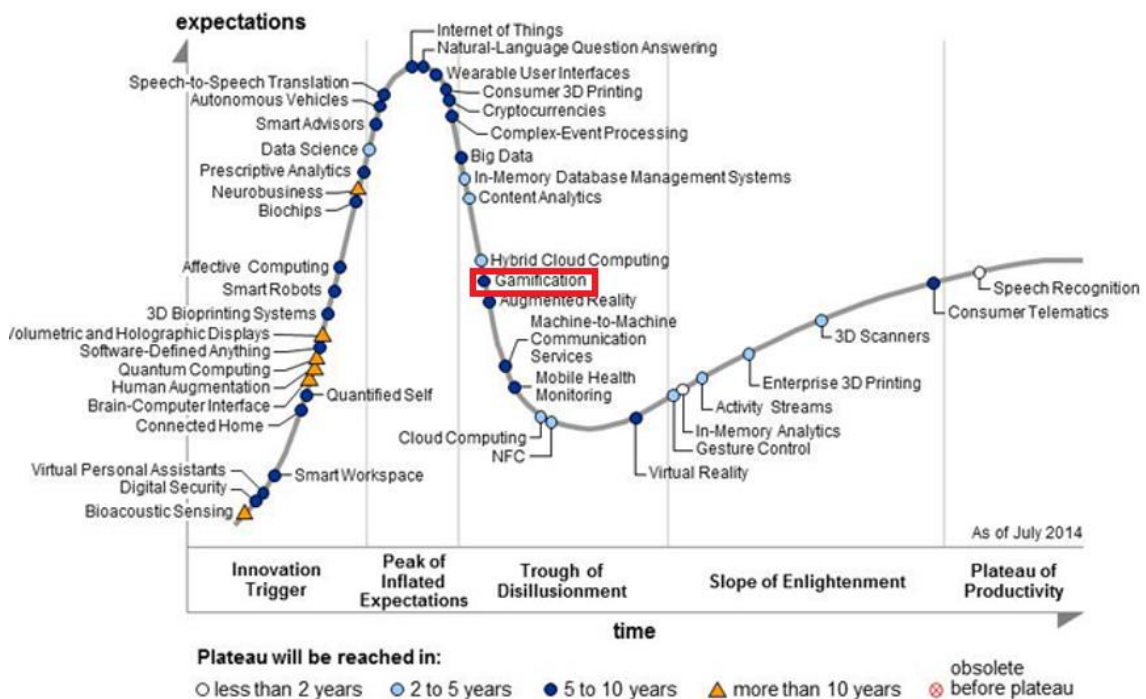 expectations
Internet of Things
Natural-Language Question Answering
Wearable User Interfaces
Speech-to-Speech Translation
Consumer 3D Printing
Autonomous Vehicles
Cryptocurrencies
Smart Advisors
Complex-Event Processing
Data Science
Big Data
Prescriptive Analytics
In-Memory Database Management Systems
Neurobusiness
Content Analytics
Biochips
Hybrid Cloud Computing
Affective Computing
Gamification
Smart Robots
Augmented Reality
Speech Recognition
3D Bioprinting Systems
Consumer Telematics
Machine-to-Machine
Communication
Services
Volumetric and Holographic Displays
3D Scanners
Software-Defined Anything
Quantum Computing
Mobile Health
Monitoring
Human Augmentation
Enterprise 3D Printing
Brain-Computer Interface
Quantified Self
Activity Streams
Connected Home
In-Memory Analytics
Cloud Computing
Gesture Control
NFC
Virtual Reality
Virtual Personal Assistants
Smart Workspace
Digital Security
Bioacoustic Sensing
As of July 2014
Innovation
Trigger
Peak of
Inflated
Expectations
Trough of
Disillusionment
Slope of Enlightenment
Plateau of
Productivity
time
Plateau will be reached in:
less than 2 years
2 to 5 years
5 to 10 years
more than 10 years
obsolete
before plateau